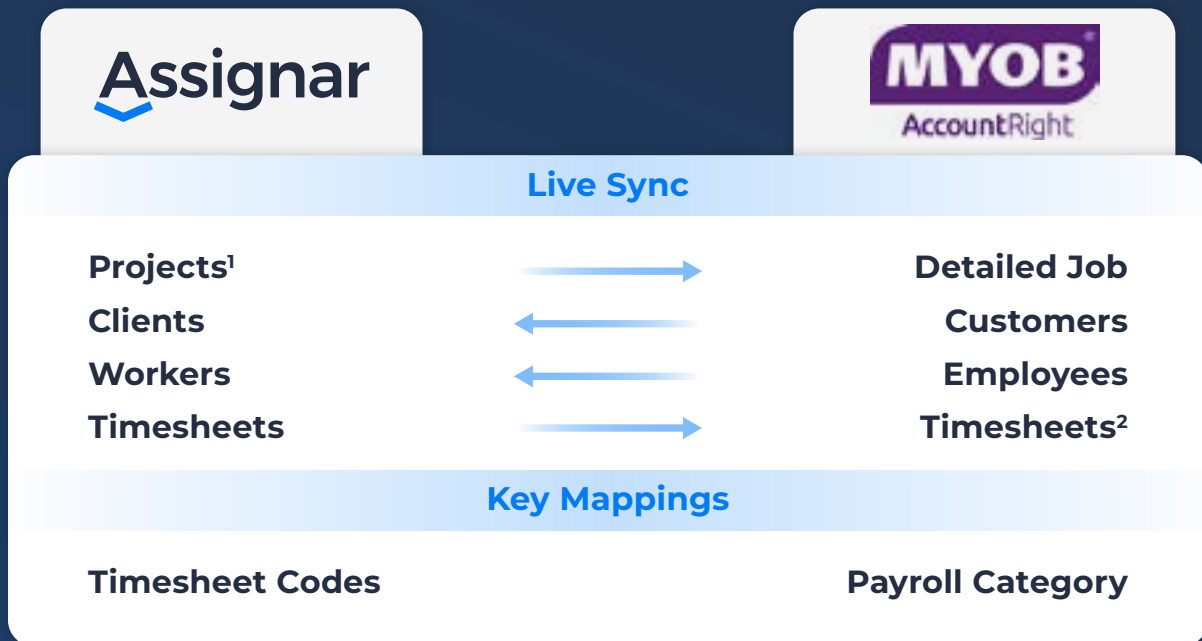 Assignar
MYOB®
AccountRight
Live Sync
Projects¹ Detailed Job
Clients Customers
Workers Employees
Timesheets Timesheets²
Key Mappings
Timesheet Codes Payroll Category